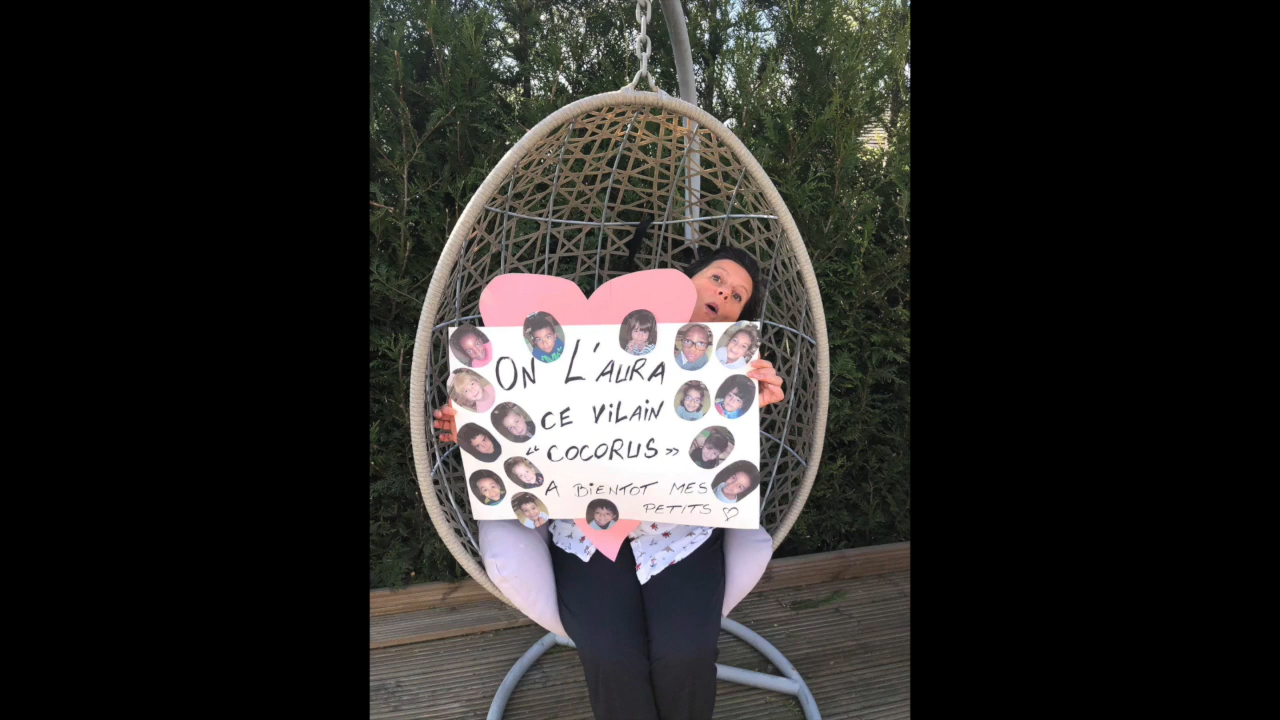 ON L'AURA
CE VILAIN
" COCORUS "
A BIENTOT MES
PETITS ♡